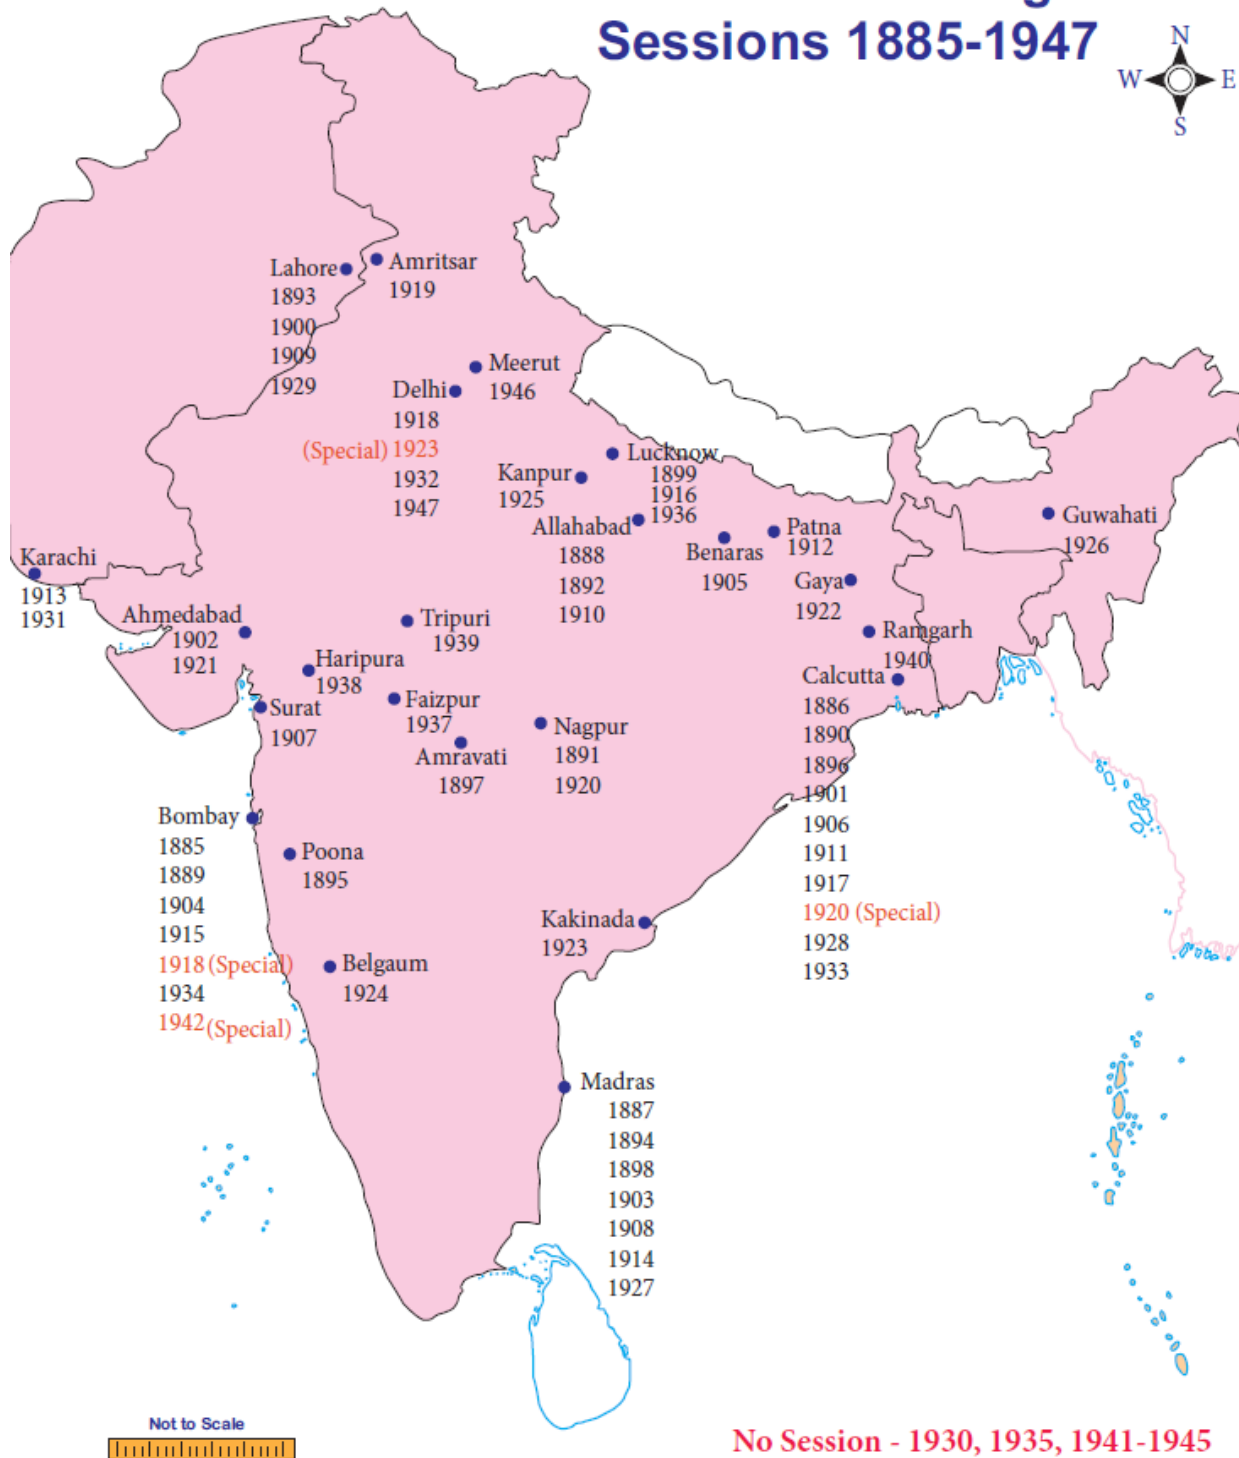 Sessions 1885-1947
N
W E
S
Lahore
1893
1900
1909
1929
Amritsar
1919
Meerut
1946
Delhi
1918
(Special) 1923
1932
1947
Lucknow
1899
1916
1936
Kanpur
1925
Allahabad
1888
1892
1910
Benaras
1905
Patna
1912
Gaya
1922
Guwahati
1926
Karachi
1913
1931
Ahmedabad
1902
1921
Tripuri
1939
Haripura
1938
Ramgarh
1940
Surat
1907
Faizpur
1937
Amravati
1897
Nagpur
1891
1920
Calcutta
1886
1890
1896
1901
1906
1911
1917
1920 (Special)
1928
1933
Bombay
1885
1889
1904
1915
1918 (Special)
1934
1942 (Special)
Poona
1895
Kakinada
1923
Belgaum
1924
Madras
1887
1894
1898
1903
1908
1914
1927
Not to Scale
No Session - 1930, 1935, 1941-1945